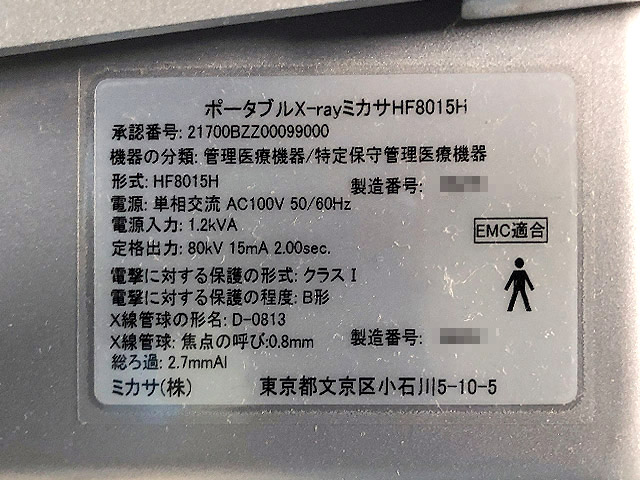 ポータブルX-rayミカサHF8015H
承認番号: 21700BZZ00099000
機器の分類: 管理医療機器/特定保守管理医療機器
形式: HF8015H 製造番号:
電源: 単相交流 AC100V 50/60Hz
電源入力: 1.2kVA
定格出力: 80kV 15mA 2.00sec.
EMC適合
電撃に対する保護の形式: クラスⅠ
電撃に対する保護の程度: B形
X線管球の形名: D-0813
X線管球: 焦点の呼び:0.8mm 製造番号:
総ろ過: 2.7mmAl
ミカサ(株) 東京都文京区小石川5-10-5